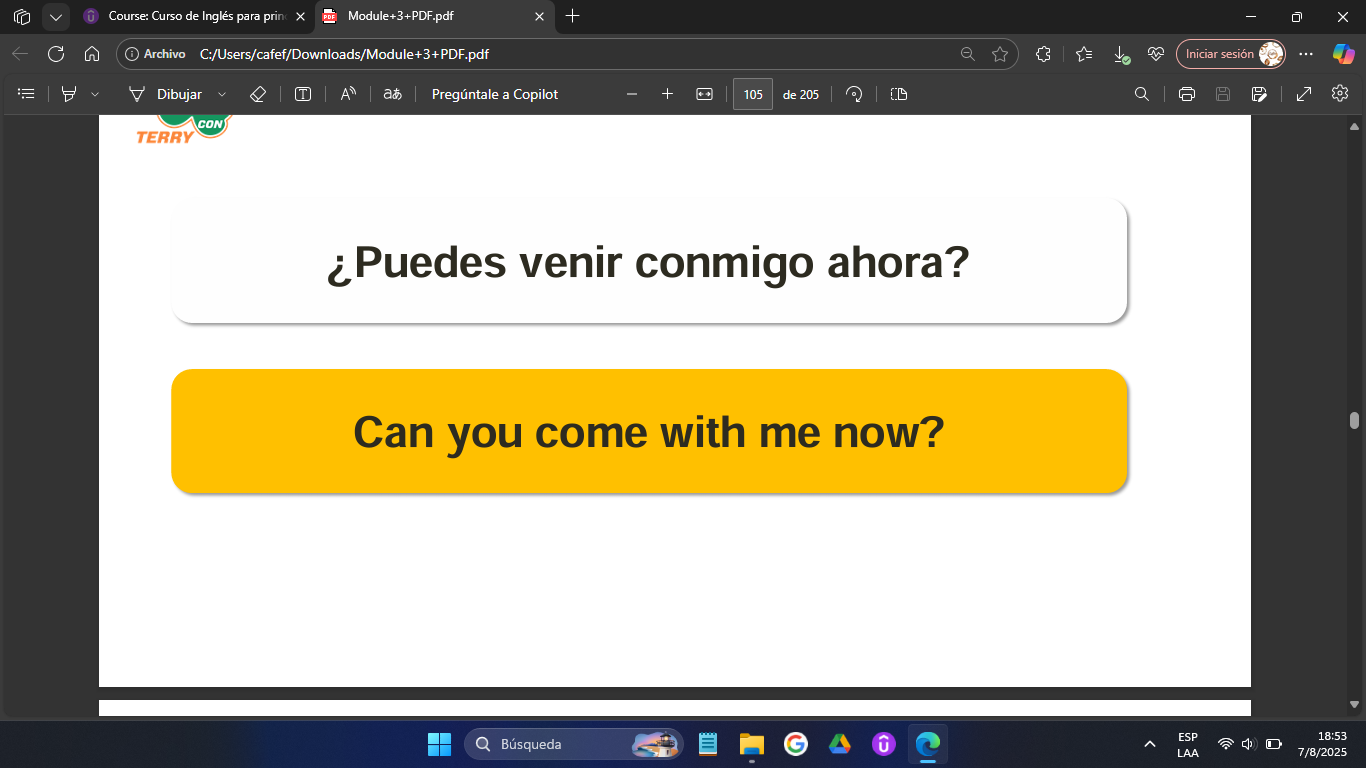 Course: Curso de Inglés para prin
Module+3+PDF.pdf
Archivo C:/Users/cafef/Downloads/Module+3+PDF.pdf
Iniciar sesión
Dibujar
Pregúntale a Copilot
105 de 205
CON
TERRY
¿Puedes venir conmigo ahora?
Can you come with me now?
Búsqueda
ESP
LAA
18:53
7/8/2025